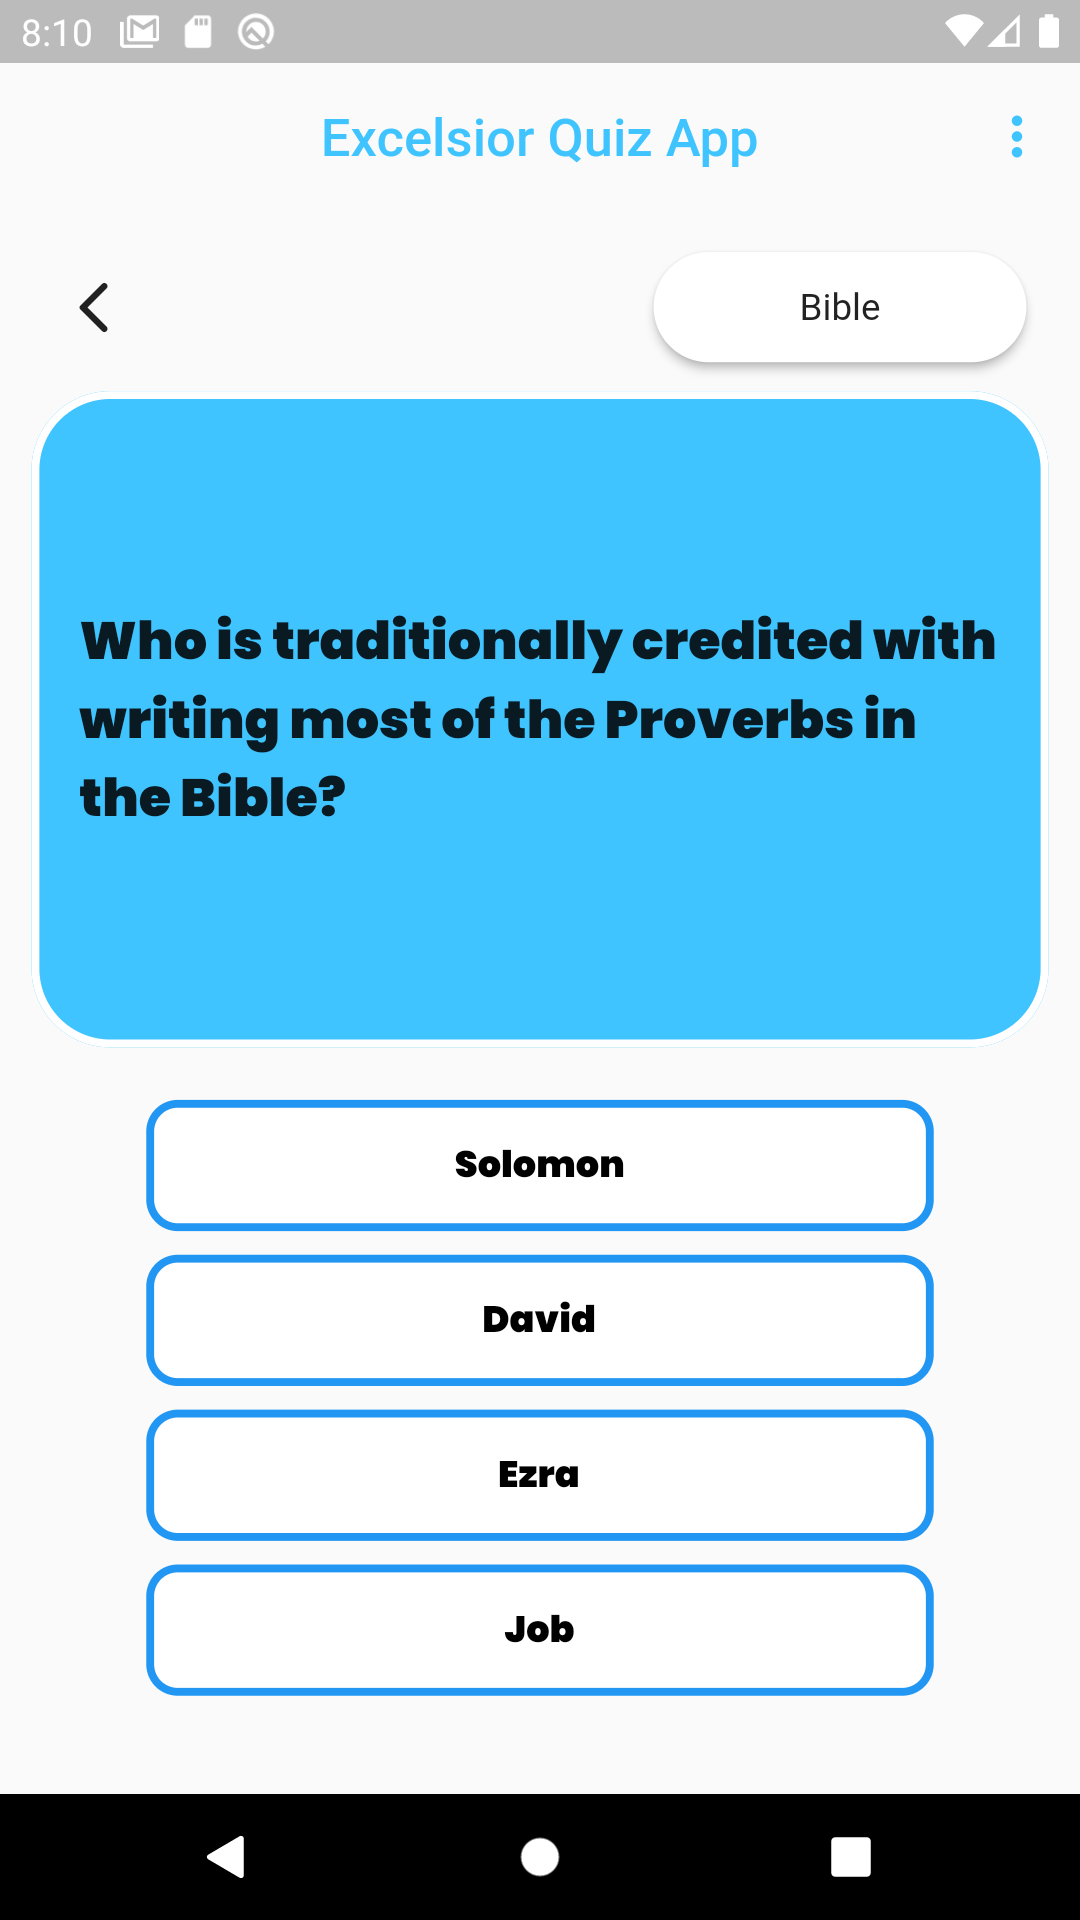 8:10
Excelsior Quiz App
Bible
Who is traditionally credited with
writing most of the Proverbs in
the Bible?
Solomon
David
Ezra
Job